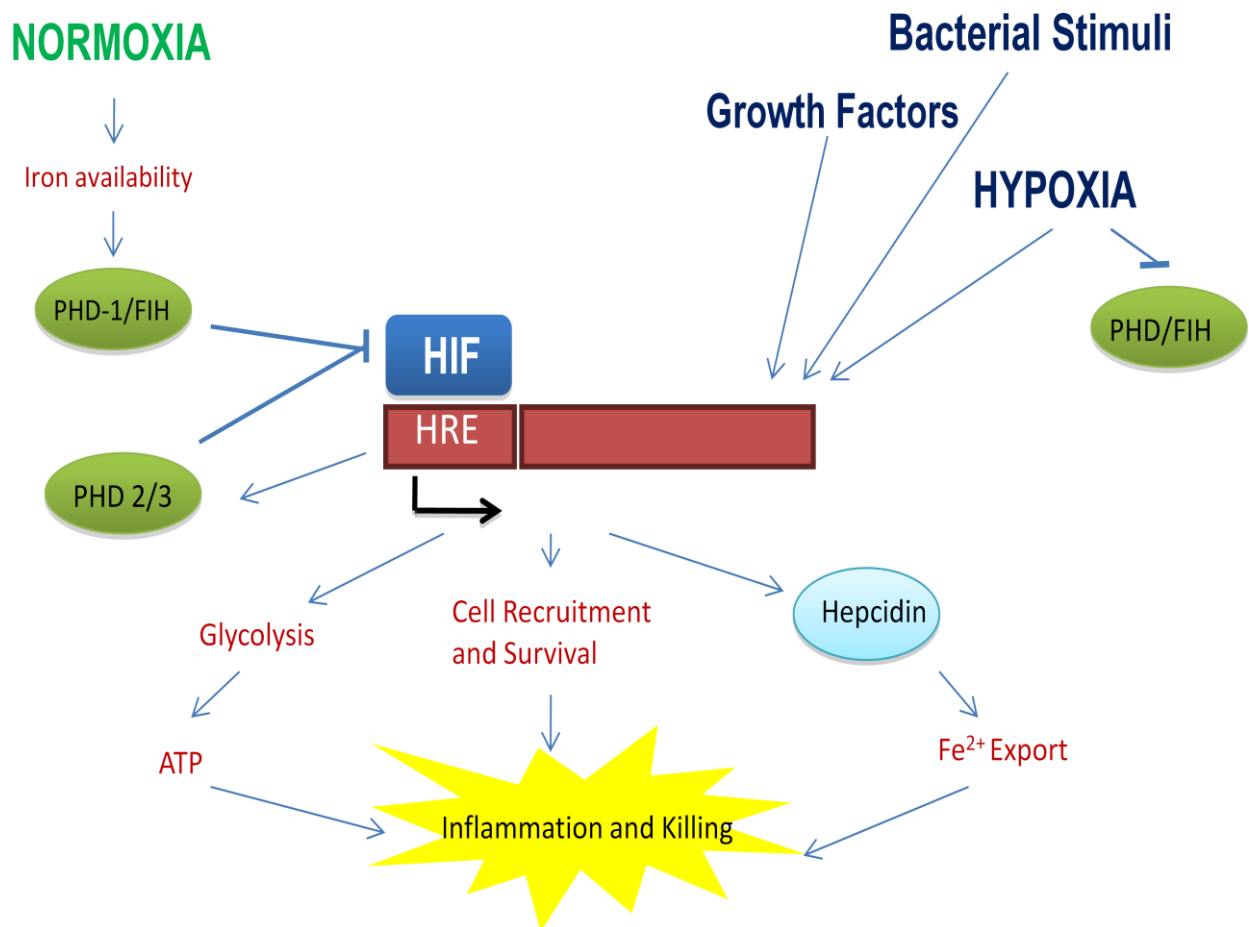 NORMOXIA
Bacterial Stimuli
Growth Factors
Iron availability
HYPOXIA
PHD-1/FIH
HIF
PHD/FIH
HRE
PHD 2/3
Glycolysis
Cell Recruitment
and Survival
Hepcidin
ATP
Fe²⁺ Export
Inflammation and Killing